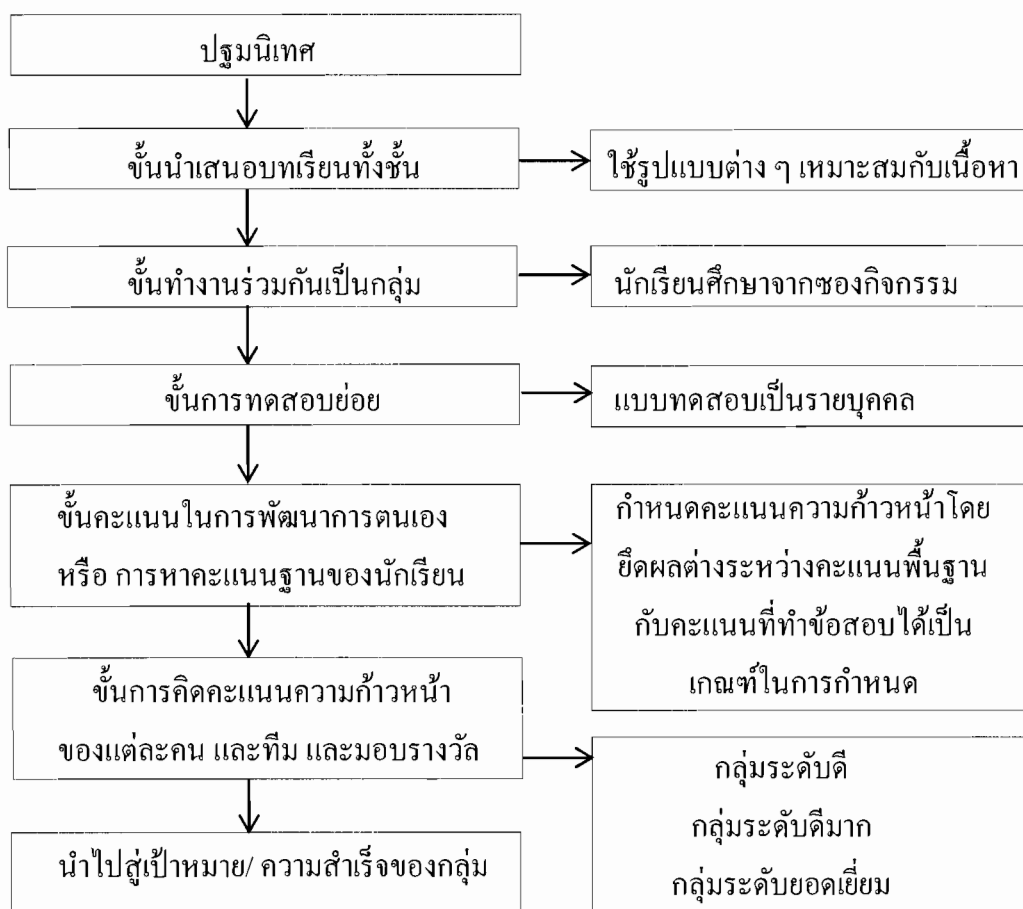 ปฐมนิเทศ
ขั้นนำเสนอบทเรียนทั้งชั้น
ใช้รูปแบบต่าง ๆ เหมาะสมกับเนื้อหา
ขั้นทำงานร่วมกันเป็นกลุ่ม
นักเรียนศึกษาจากซองกิจกรรม
ขั้นการทดสอบย่อย
แบบทดสอบเป็นรายบุคคล
ขั้นคะแนนในการพัฒนาการตนเอง
หรือ การหาคะแนนฐานของนักเรียน
กำหนดคะแนนความก้าวหน้าโดย
ยึดผลต่างระหว่างคะแนนพื้นฐาน
กับคะแนนที่ทำข้อสอบได้เป็น
เกณฑ์ในการกำหนด
ขั้นการคิดคะแนนความก้าวหน้า
ของแต่ละคน และทีม และมอบรางวัล
กลุ่มระดับดี
กลุ่มระดับดีมาก
กลุ่มระดับยอดเยี่ยม
นำไปสู่เป้าหมาย/ ความสำเร็จของกลุ่ม